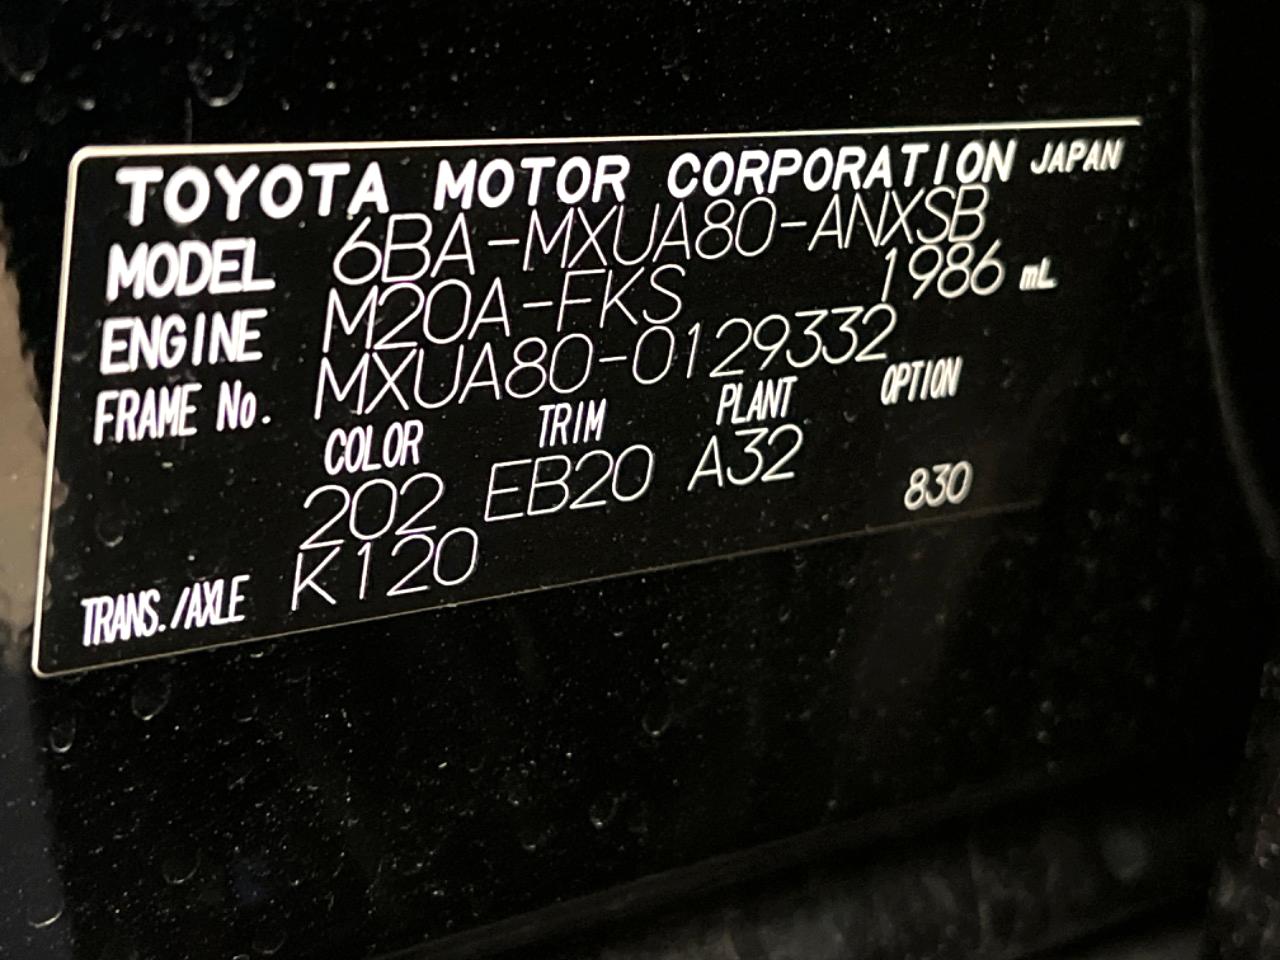 TOYOTA MOTOR CORPORATION JAPAN
MODEL 6BA-MXUA80-ANXSB
ENGINE M20A-FKS 1986 mL
FRAME No. MXUA80-0129332
COLOR TRIM PLANT OPTION
202 EB20 A32 830
TRANS./AXLE K120